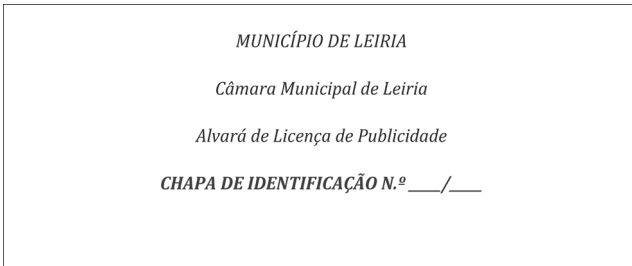 MUNICÍPIO DE LEIRIA
Câmara Municipal de Leiria
Alvará de Licença de Publicidade
CHAPA DE IDENTIFICAÇÃO N.º ____/____